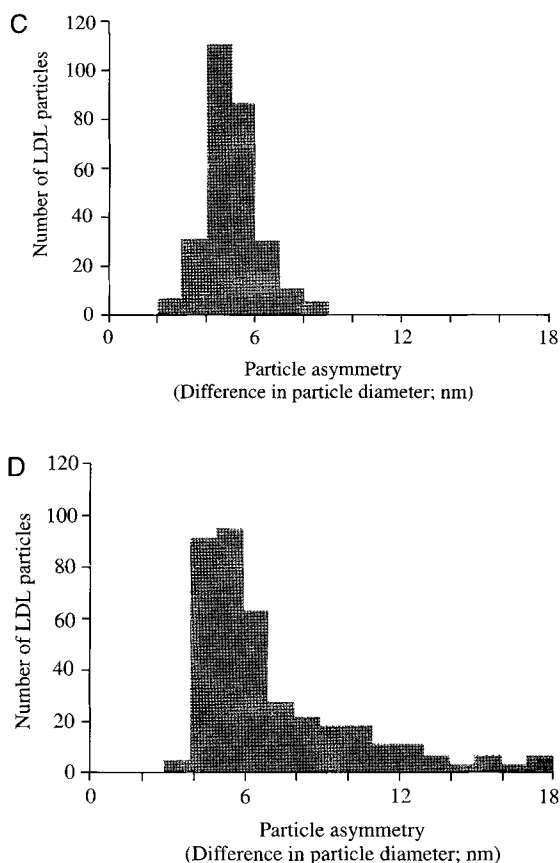 C
Number of LDL particles
120
100
80
60
40
20
0
0 6 12 18
Particle asymmetry
(Difference in particle diameter; nm)
D
Number of LDL particles
120
100
80
60
40
20
0
0 6 12 18
Particle asymmetry
(Difference in particle diameter; nm)